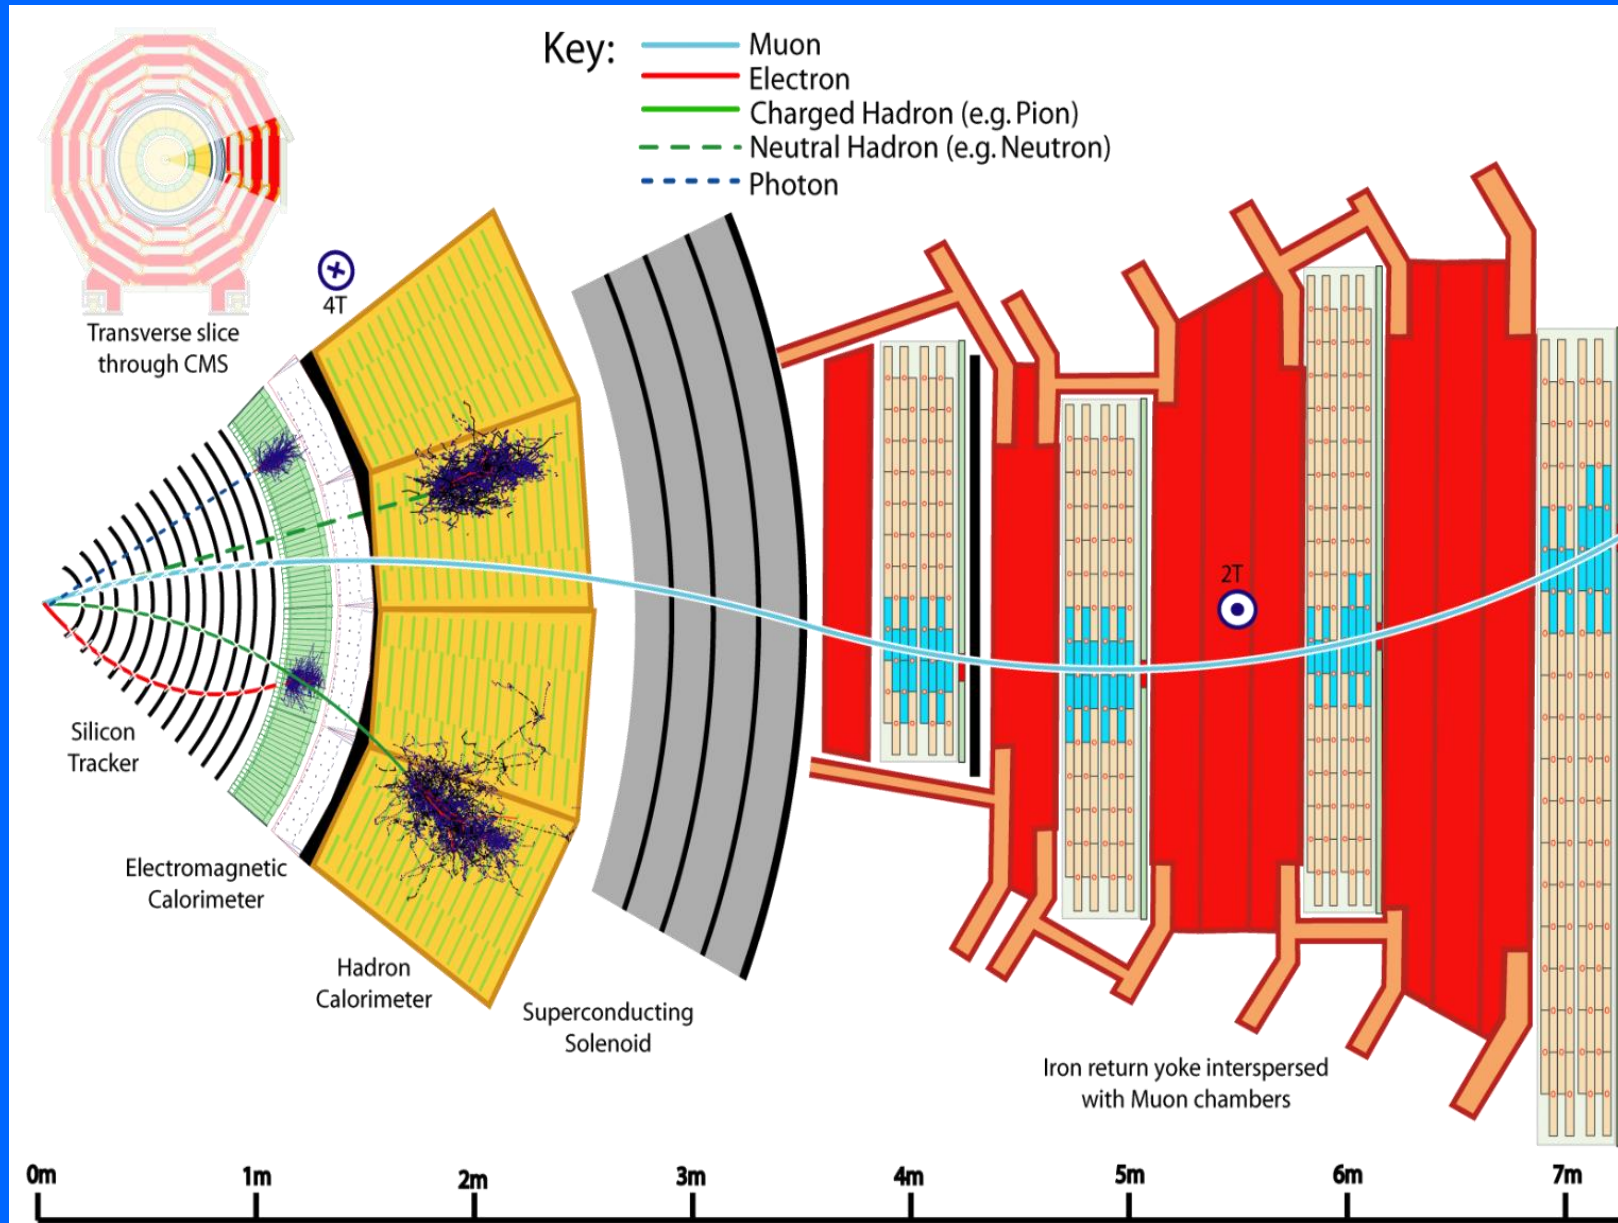 Key:
Muon
Electron
Charged Hadron (e.g. Pion)
Neutral Hadron (e.g. Neutron)
Photon
4T
Transverse slice
through CMS
2T
Silicon
Tracker
Electromagnetic
Calorimeter
Hadron
Calorimeter
Superconducting
Solenoid
Iron return yoke interspersed
with Muon chambers
0m 1m 2m 3m 4m 5m 6m 7m